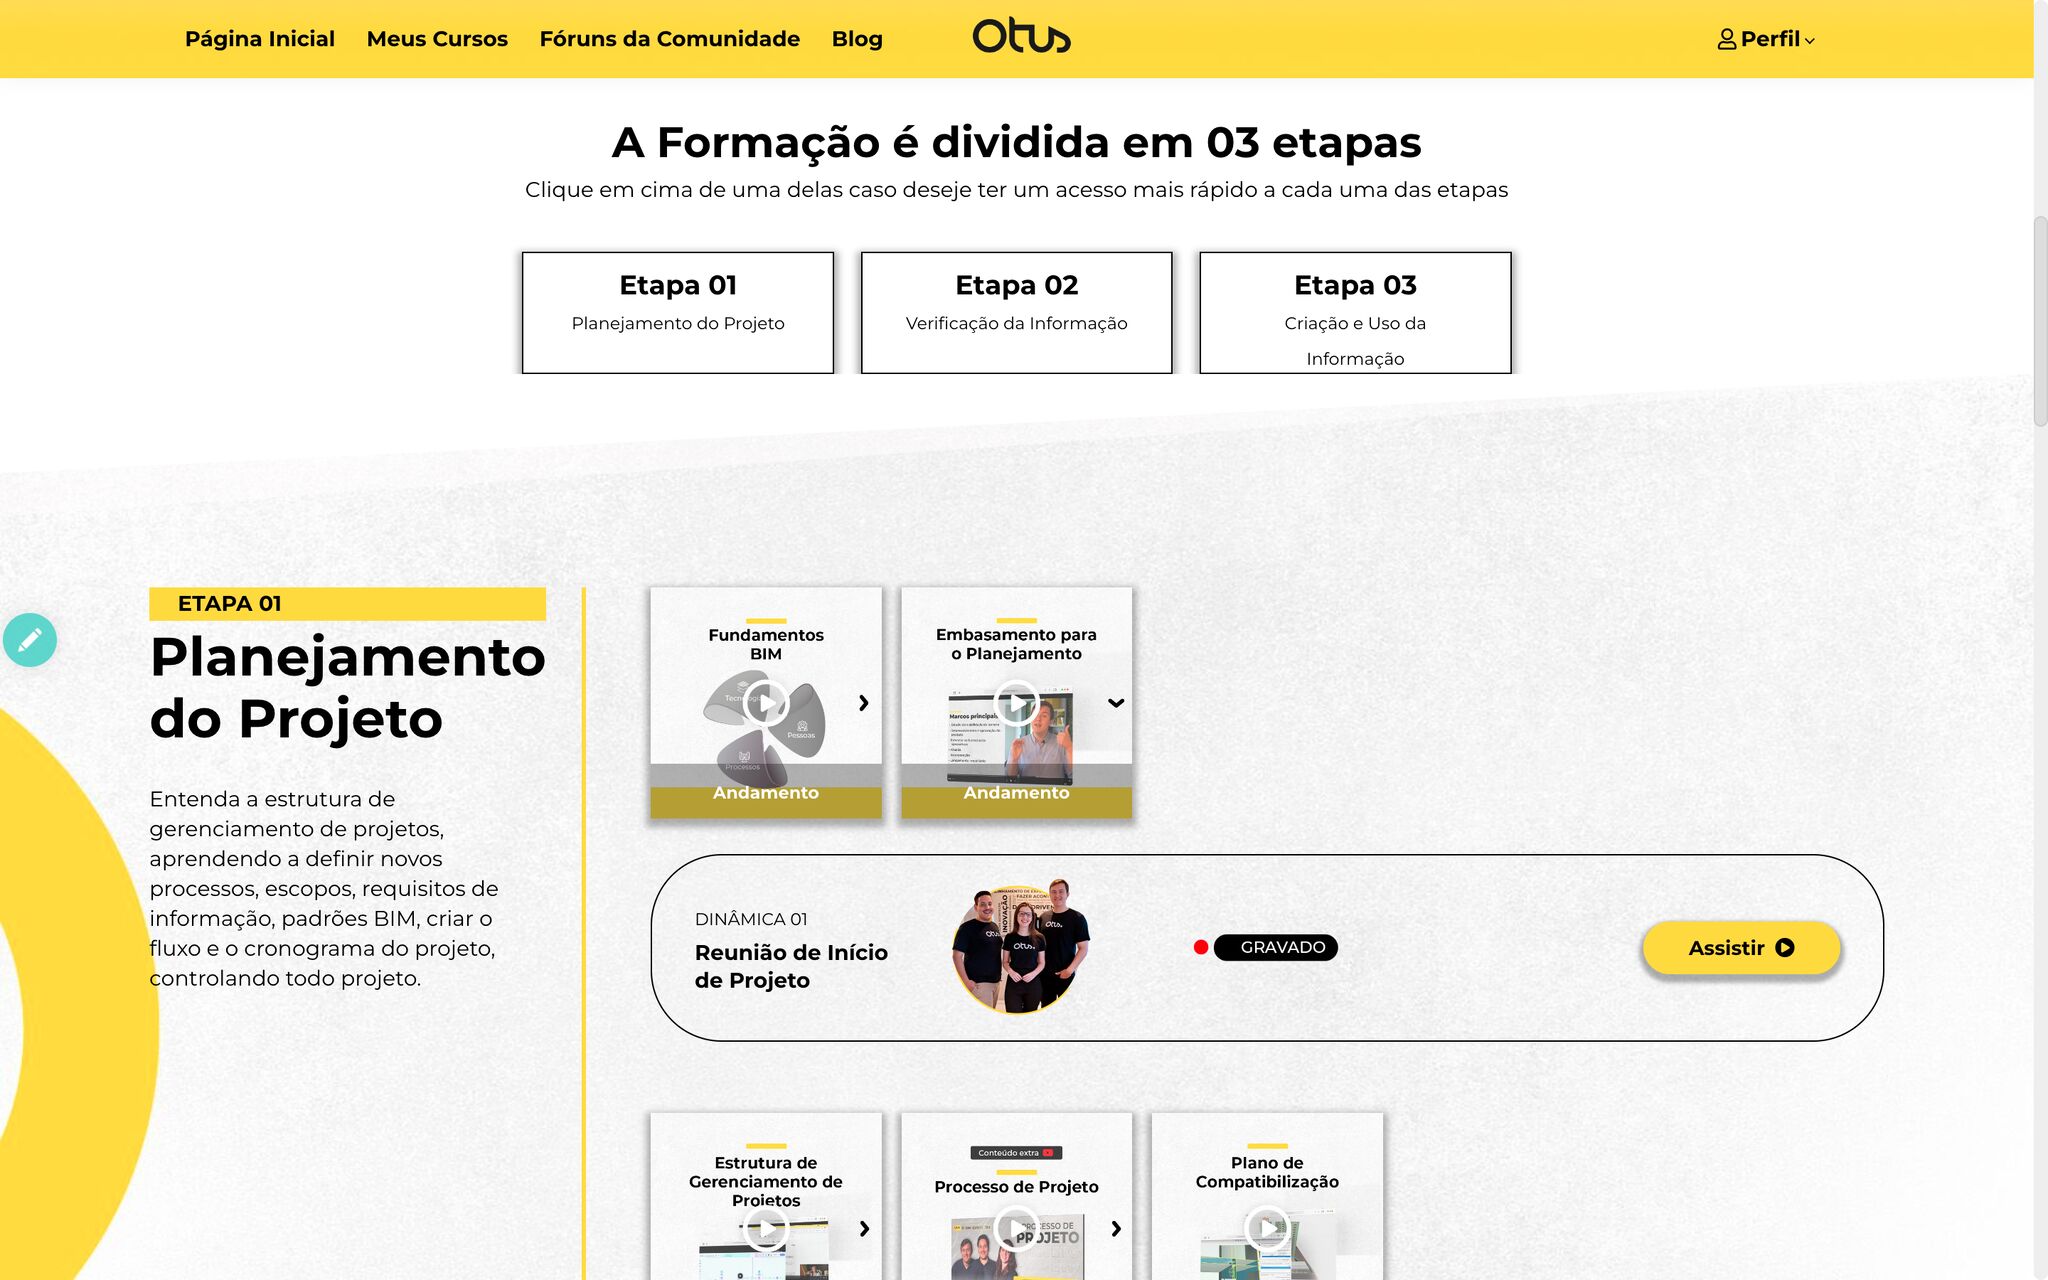 Página Inicial
Meus Cursos
Fóruns da Comunidade
Blog
Otus
Perfil
A Formação é dividida em 03 etapas
Clique em cima de uma delas caso deseje ter um acesso mais rápido a cada uma das etapas
Etapa 01
Planejamento do Projeto
Etapa 02
Verificação da Informação
Etapa 03
Criação e Uso da
Informação
ETAPA 01
Planejamento
do Projeto
Entenda a estrutura de
gerenciamento de projetos,
aprendendo a definir novos
processos, escopos, requisitos de
informação, padrões BIM, criar o
fluxo e o cronograma do projeto,
controlando todo projeto.
Fundamentos
BIM
Tecnologia
Pessoas
Processos
Andamento
Embasamento para
o Planejamento
Marcos principais
Andamento
DINÂMICA 01
Reunião de Início
de Projeto
INOVAÇÃO
FAZER
otus.
GRAVADO
Assistir
Estrutura de
Gerenciamento de
Projetos
Conteúdo extra
Processo de Projeto
PROCESSO DE
PROJETO
Plano de
Compatibilização